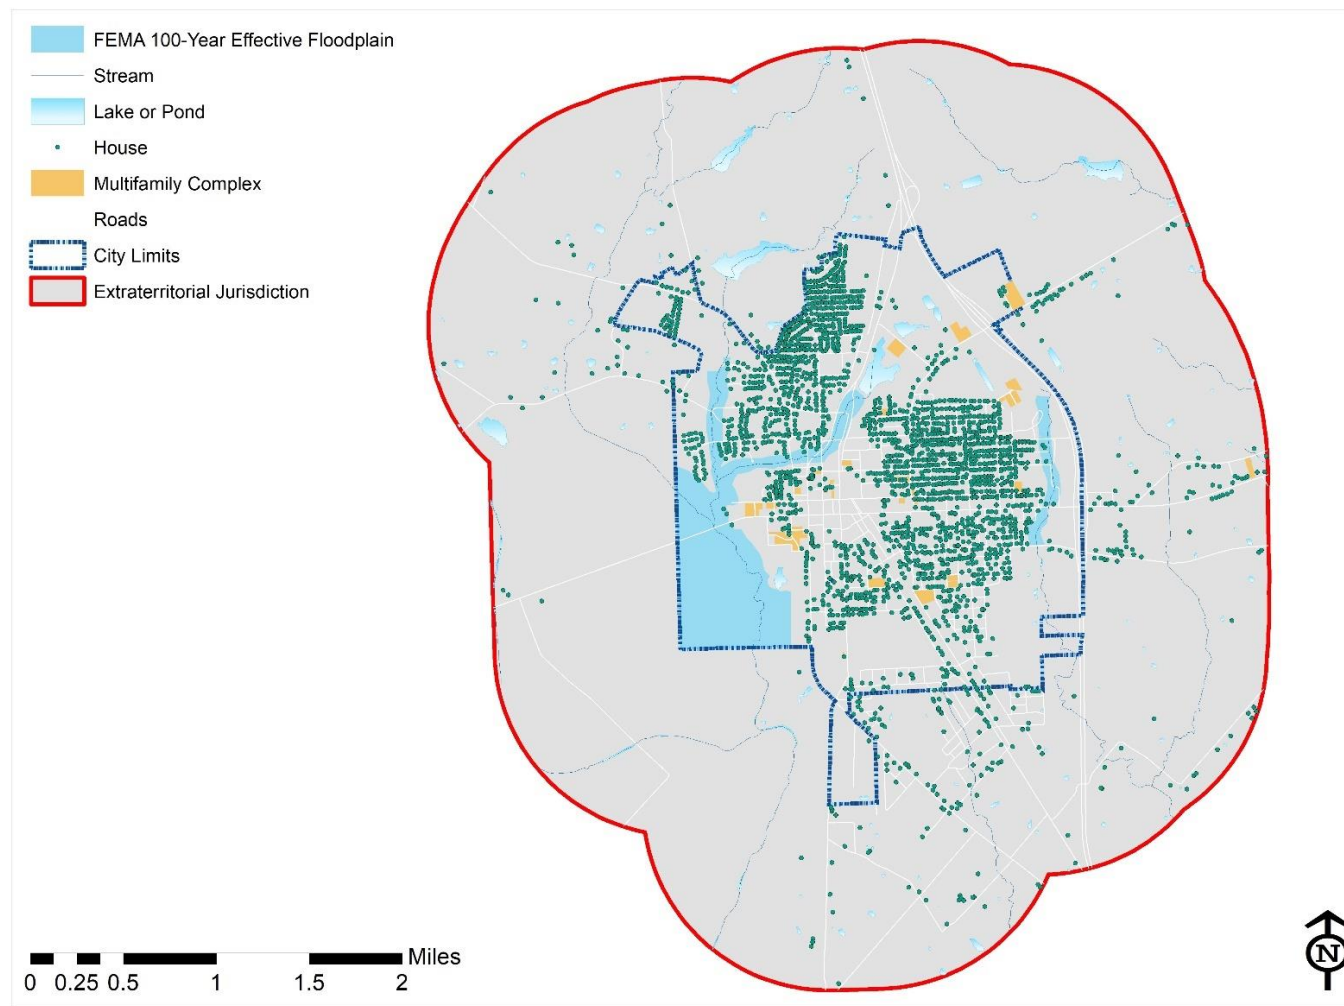 FEMA 100-Year Effective Floodplain
Stream
Lake or Pond
House
Multifamily Complex
Roads
City Limits
Extraterritorial Jurisdiction
Miles
0 0.25 0.5 1 1.5 2
N